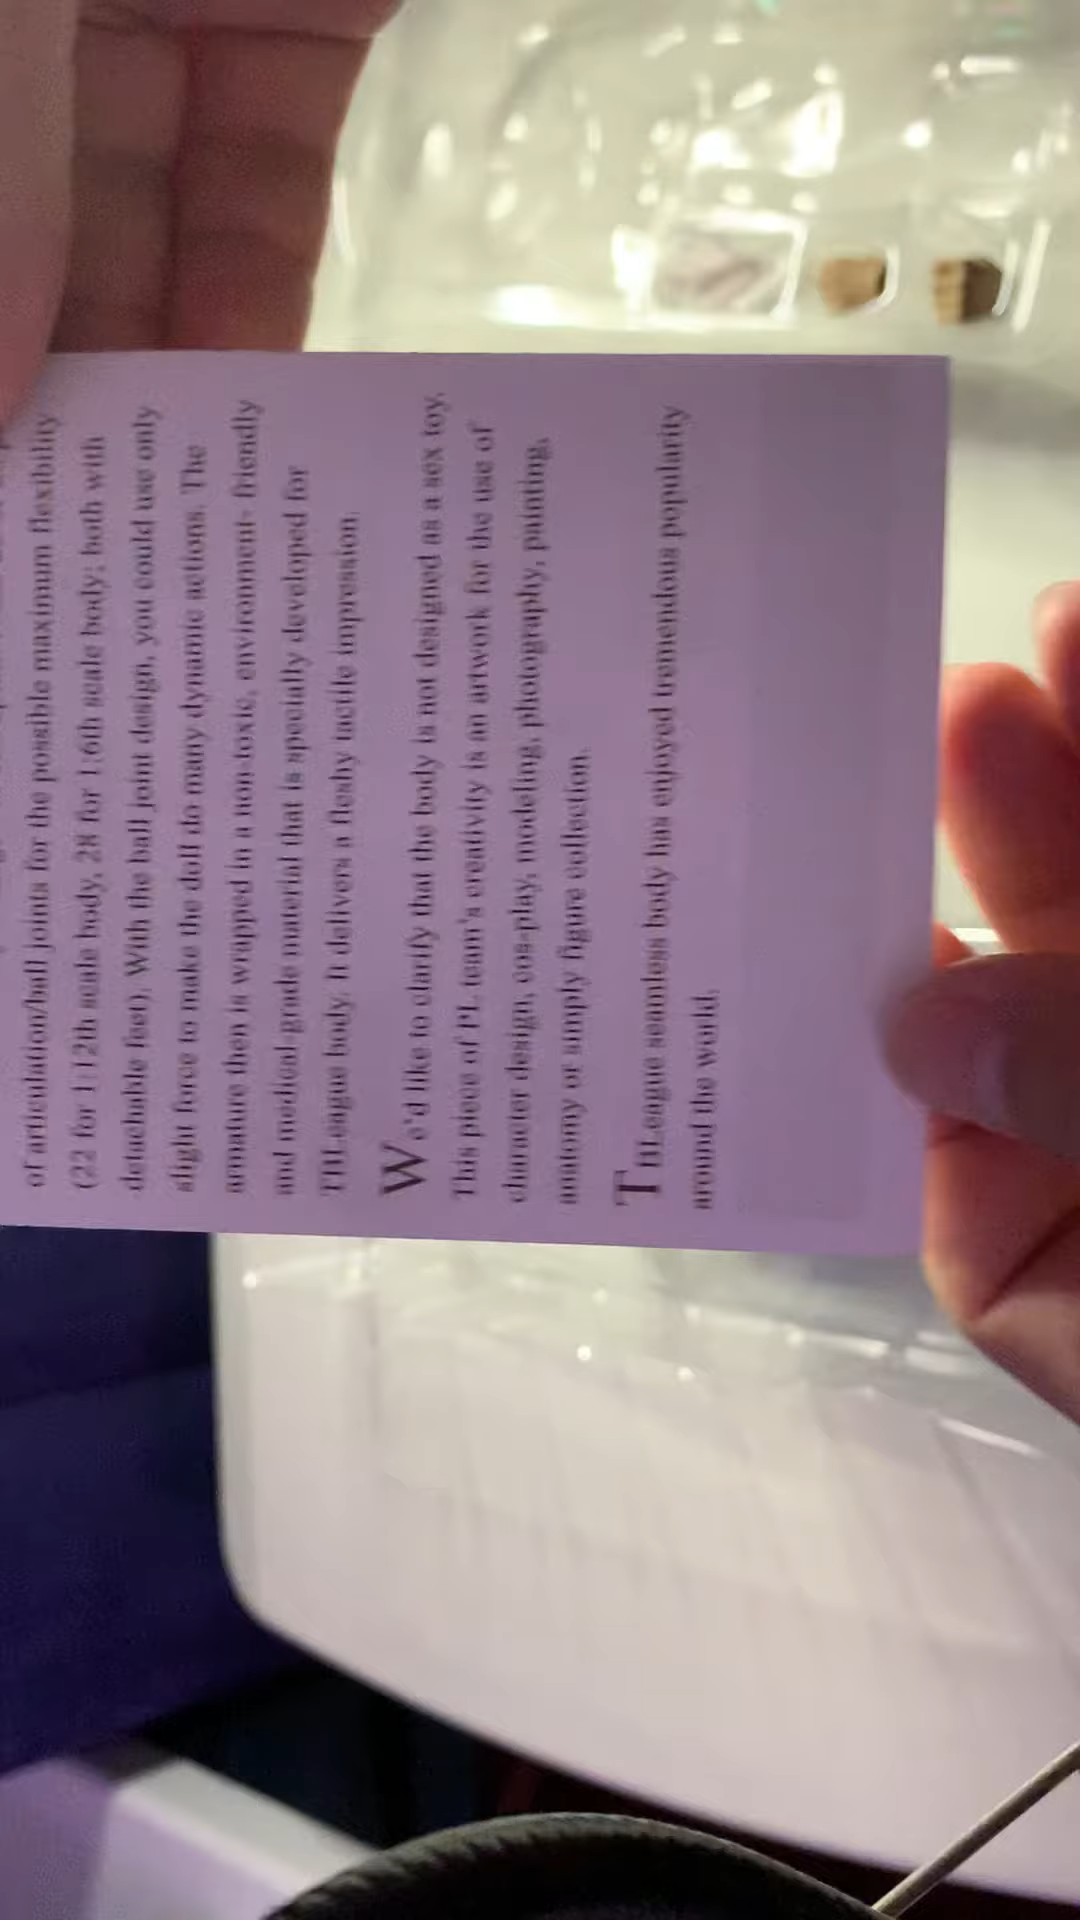 of articulation/ball joints for the possible maximum flexibility
(22 for 1:12th scale body, 28 for 1:6th scale body; both with
detachable feet). With the ball joint design, you could use only
slight force to make the doll do many dynamic actions. The
armature then is wrapped in a non-toxic, environment- friendly
and medical-grade material that is specially developed for
TBLeague body. It delivers a fleshy tactile impression.
We'd like to clarify that the body is not designed as a sex toy.
This piece of PL team's creativity is an artwork for the use of
character design, cos-play, modeling, photography, painting,
anatomy or simply figure collection.
TBLeague seamless body has enjoyed tremendous popularity
around the world.